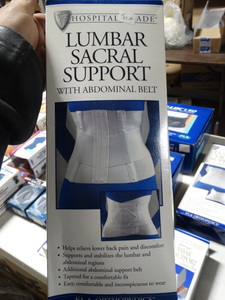 HOSPITAL ADE
LUMBAR
SACRAL
SUPPORT
WITH ABDOMINAL BELT
• Helps relieve lower back pain and discomfort
• Supports and stabilizes the lumbar and
abdominal regions
• Additional abdominal support belt
• Tapered for a comfortable fit
• Easy, comfortable and inconspicuous to wear